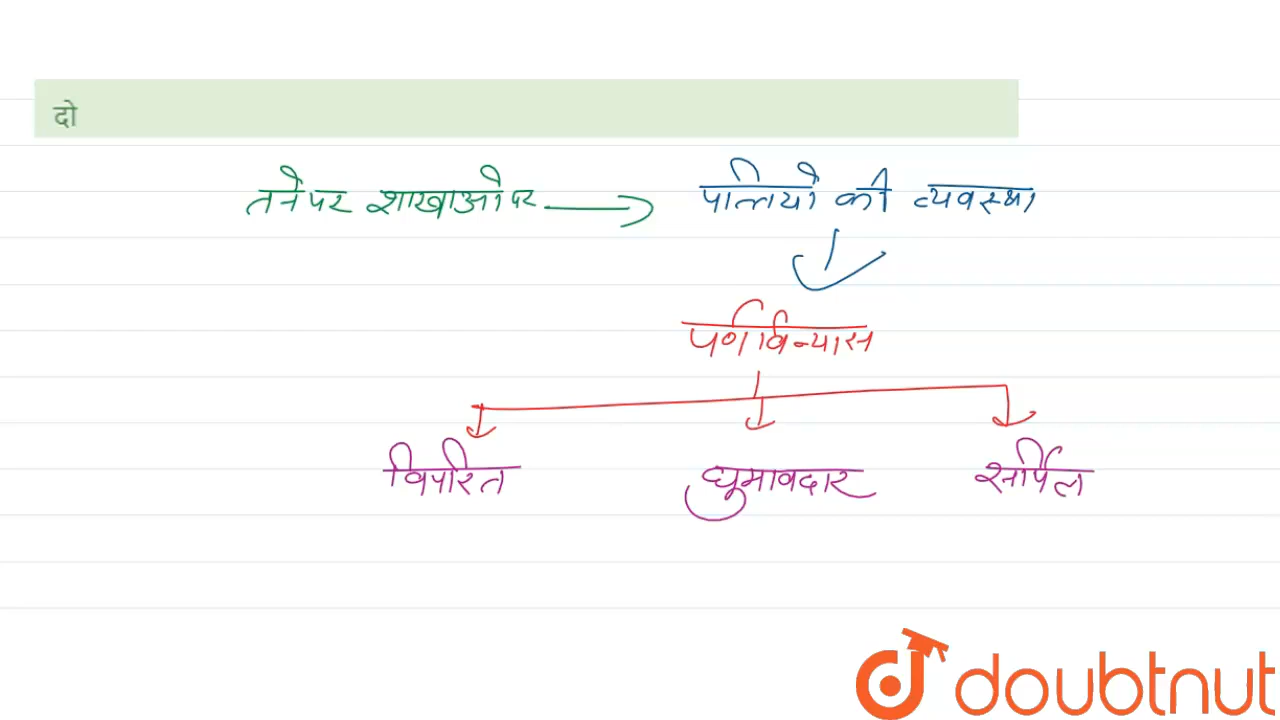 दो
तने पर शाखाओ पर पत्तियो की व्यवस्था
पर्णविन्यास
विपरित घुमावदार सर्पिल
doubtnut